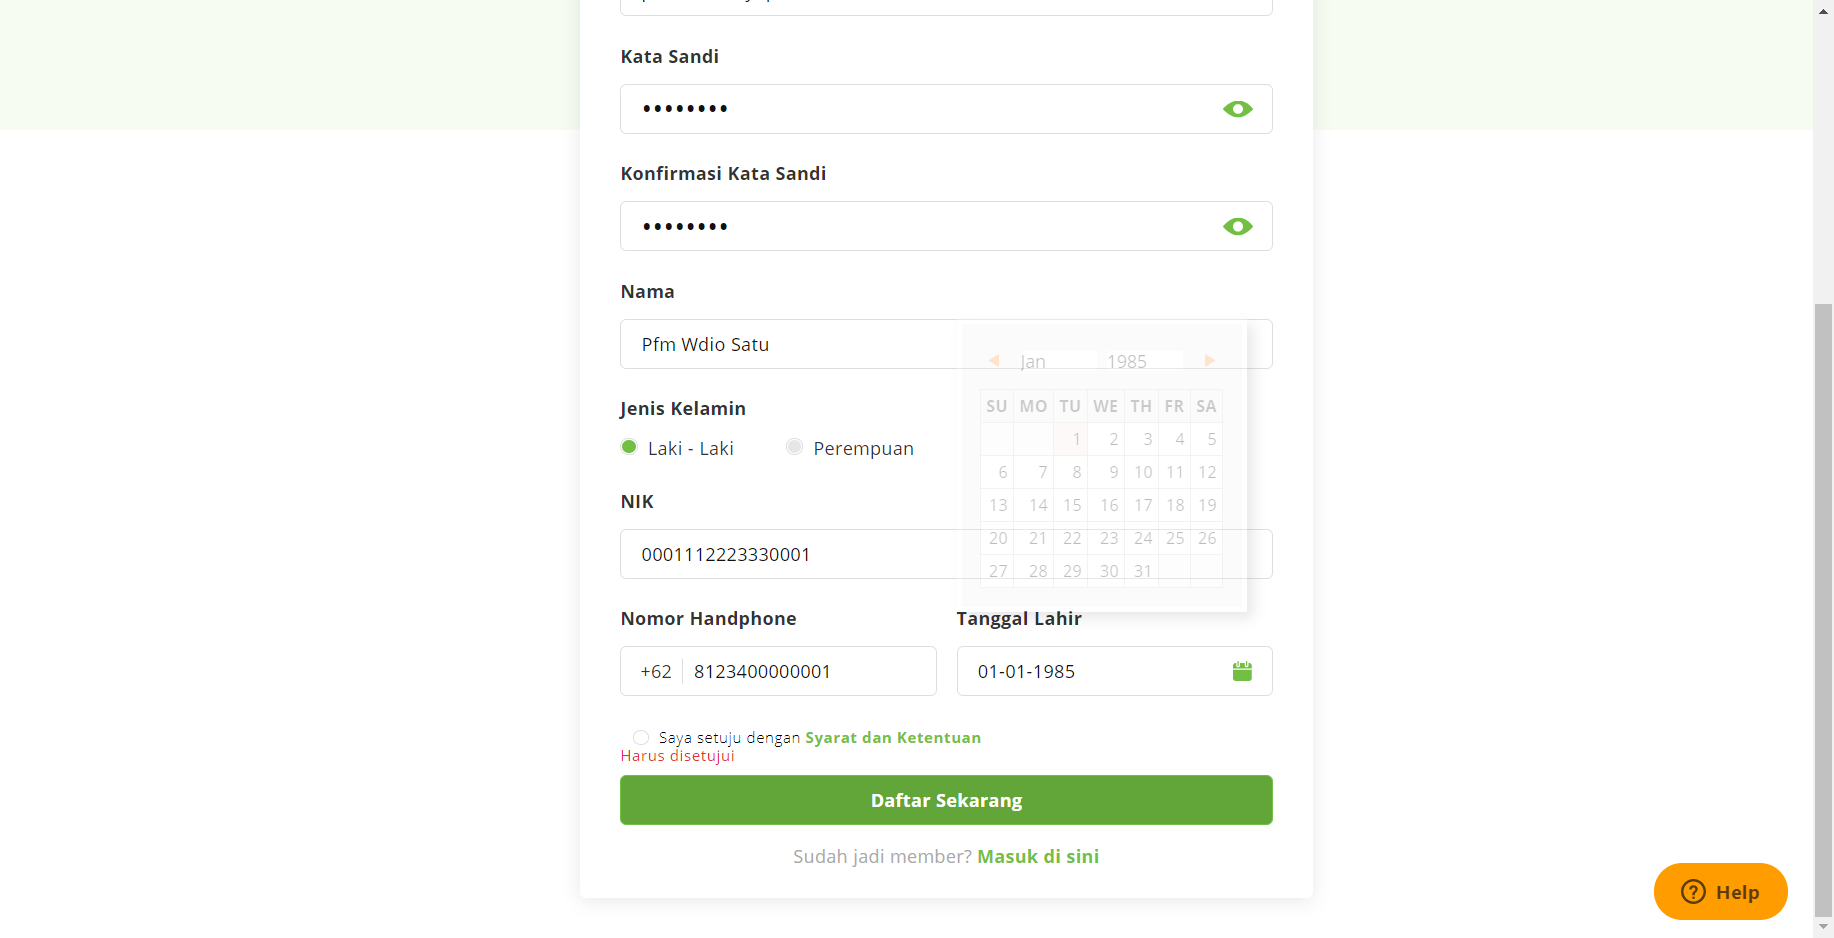 Kata Sandi
••••••••
Konfirmasi Kata Sandi
••••••••
Nama
Pfm Wdio Satu
Jan 1985
SU MO TU WE TH FR SA
1 2 3 4 5
6 7 8 9 10 11 12
13 14 15 16 17 18 19
20 21 22 23 24 25 26
27 28 29 30 31
Jenis Kelamin
Laki - Laki Perempuan
NIK
0001112223330001
Nomor Handphone Tanggal Lahir
+62 8123400000001 01-01-1985
Saya setuju dengan Syarat dan Ketentuan
Harus disetujui
Daftar Sekarang
Sudah jadi member? Masuk di sini
? Help